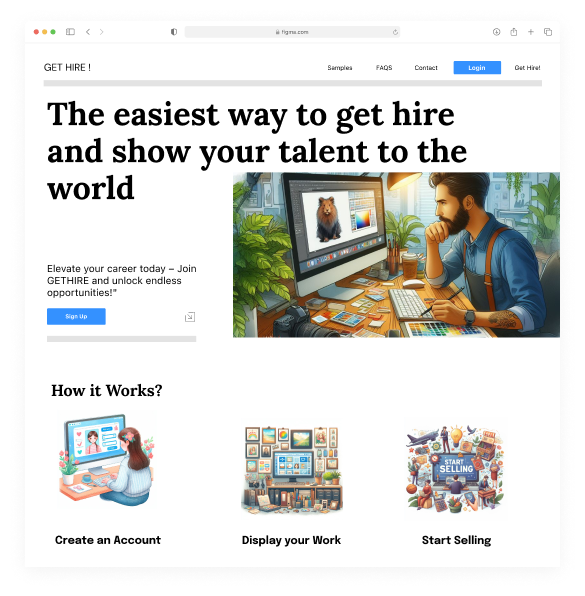 figma.com
GET HIRE !
Samples
FAQS
Contact
Login
Get Hire!
The easiest way to get hire
and show your talent to the
world
Elevate your career today – Join
GETHIRE and unlock endless
opportunities!"
Sign Up
How it Works?
START
SELLING
Create an Account
Display your Work
Start Selling